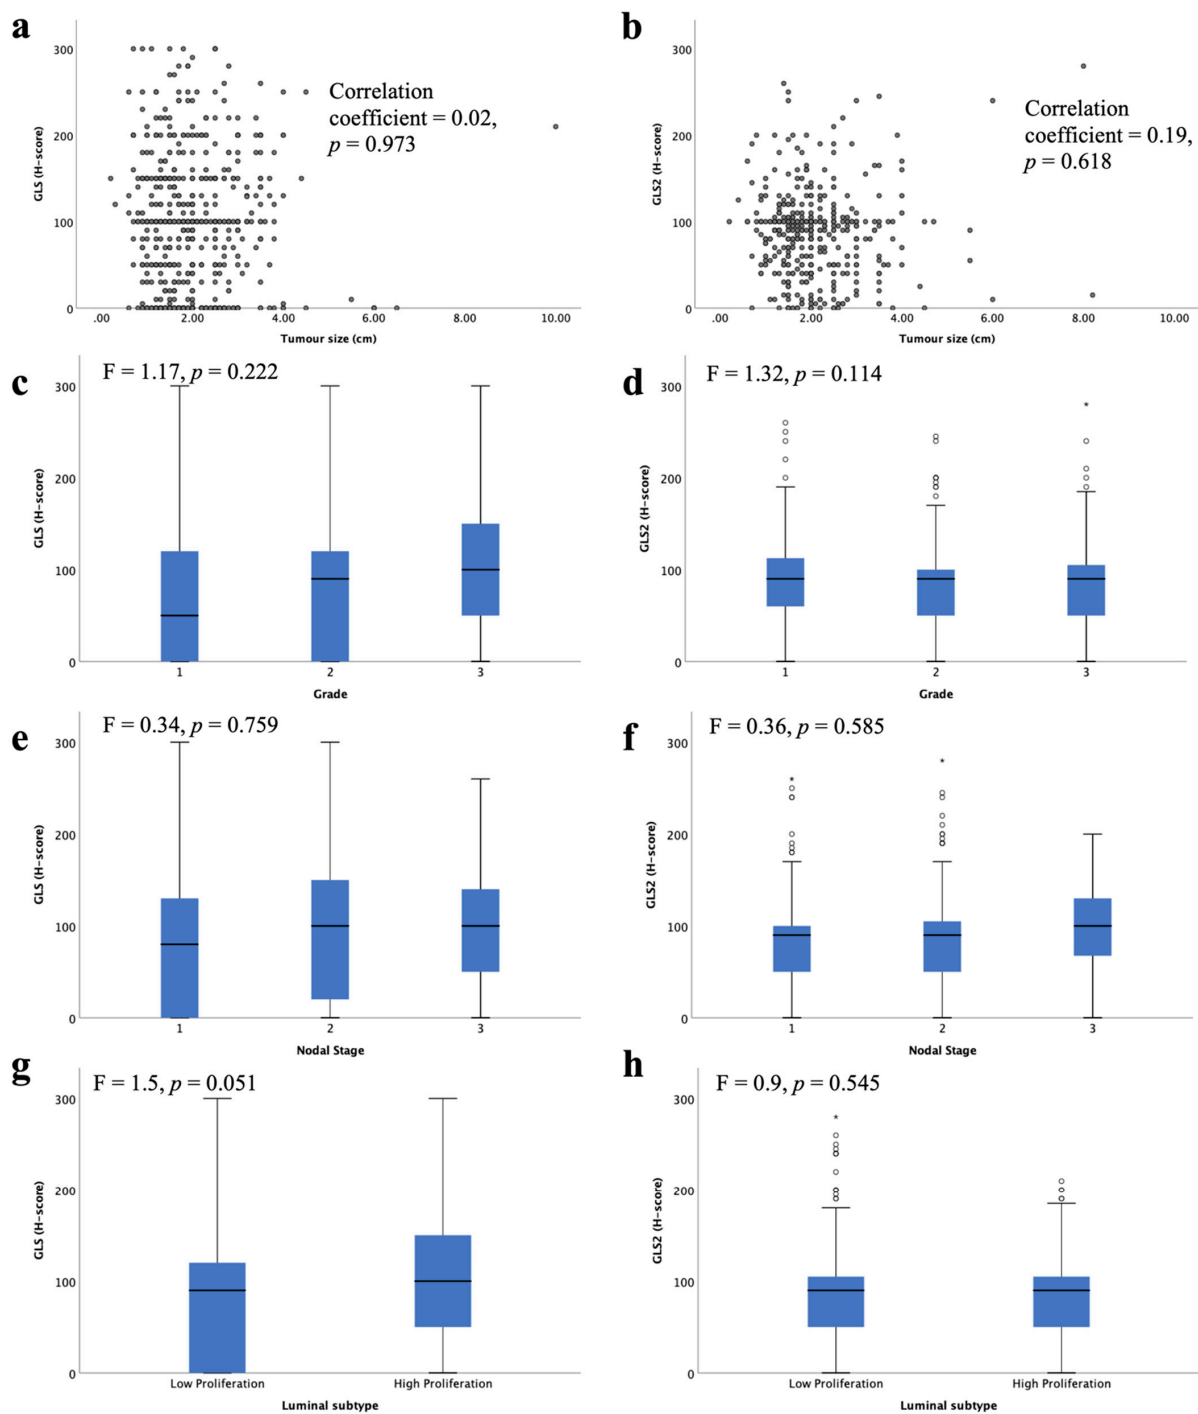 a
300
200
100
0
GLS (H-score)
Correlation
coefficient = 0.02,
p = 0.973
.00 2.00 4.00 6.00 8.00 10.00
Tumour size (cm)
b
300
200
100
0
GLS2 (H-score)
Correlation
coefficient = 0.19,
p = 0.618
.00 2.00 4.00 6.00 8.00 10.00
Tumour size (cm)
c
F = 1.17, p = 0.222
300
200
100
0
GLS (H-score)
1 2 3
Grade
d
F = 1.32, p = 0.114
300
200
100
0
GLS2 (H-score)
1 2 3
Grade
e
F = 0.34, p = 0.759
300
200
100
0
GLS (H-score)
1 2 3
Nodal Stage
f
F = 0.36, p = 0.585
300
200
100
0
GLS2 (H-score)
1 2 3
Nodal Stage
g
F = 1.5, p = 0.051
300
200
100
0
GLS (H-score)
Low Proliferation High Proliferation
Luminal subtype
h
F = 0.9, p = 0.545
300
200
100
0
GLS2 (H-score)
Low Proliferation High Proliferation
Luminal subtype